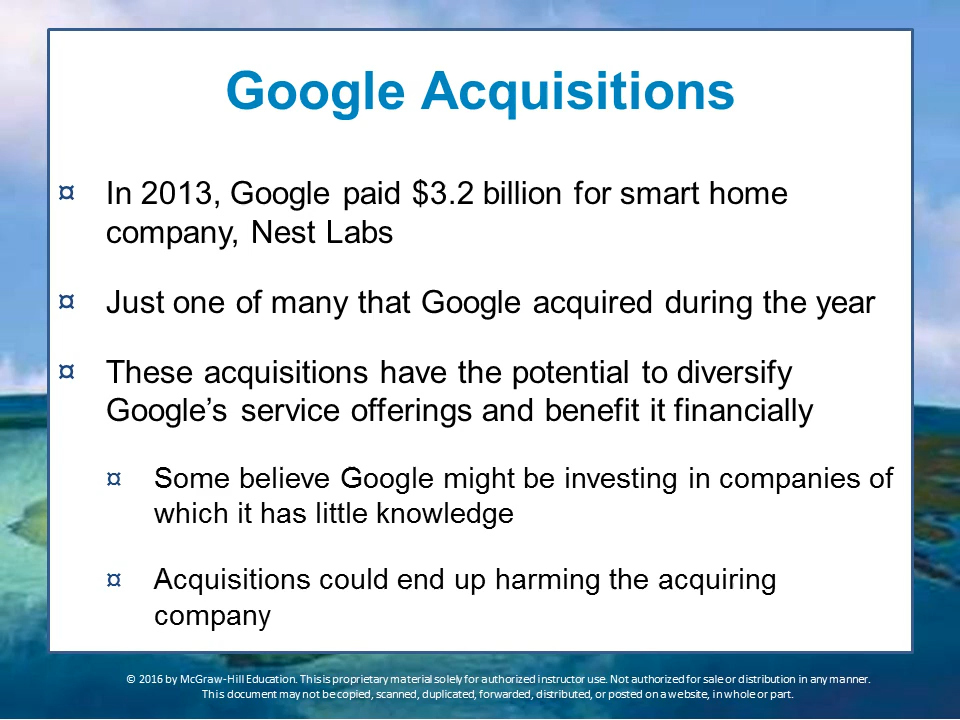 Google Acquisitions
¤ In 2013, Google paid $3.2 billion for smart home
company, Nest Labs
¤ Just one of many that Google acquired during the year
¤ These acquisitions have the potential to diversify
Google’s service offerings and benefit it financially
¤ Some believe Google might be investing in companies of
which it has little knowledge
¤ Acquisitions could end up harming the acquiring
company
© 2016 by McGraw-Hill Education. This is proprietary material solely for authorized instructor use. Not authorized for sale or distribution in any manner.
This document may not be copied, scanned, duplicated, forwarded, distributed, or posted on a website, in whole or part.